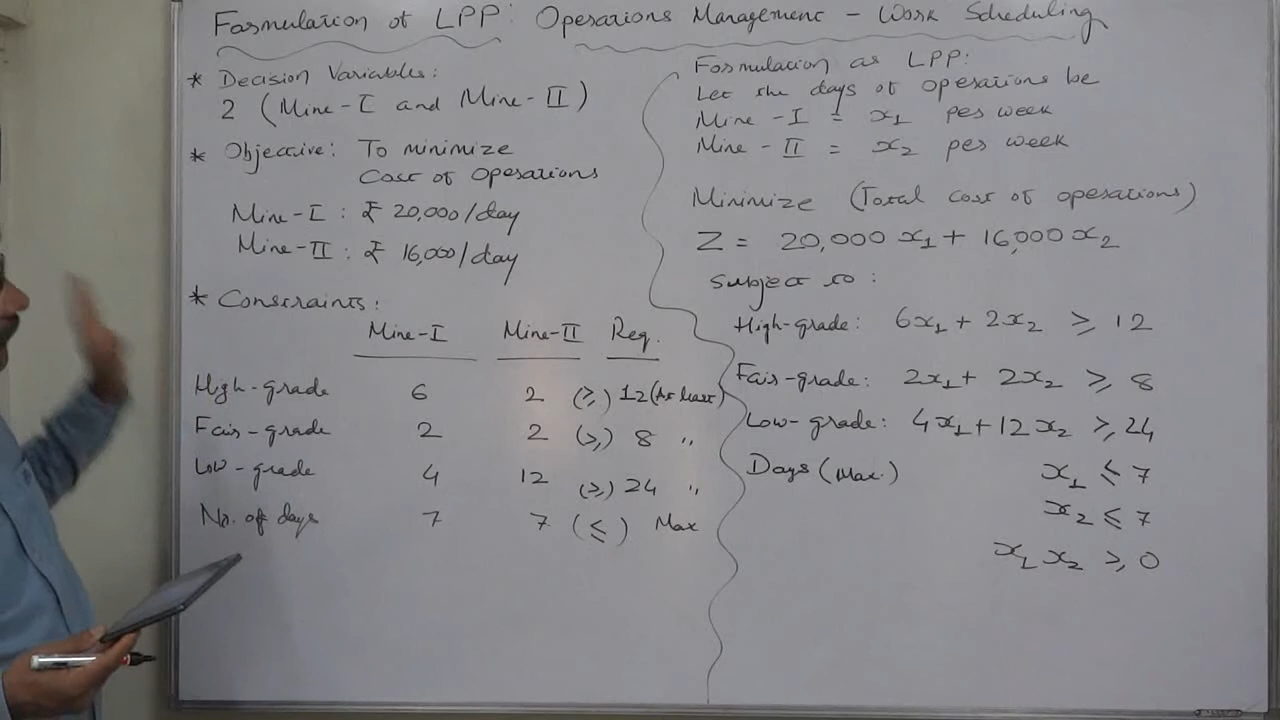 Formulation of LPP: Operations Management - Work Scheduling
* Decision Variables:
2 (Mine-I and Mine-II)
* Objective: To minimize
Cost of Operations
Mine-I : ₹ 20,000/day
Mine-II : ₹ 16,000/day
* Constraints:
Mine-I Mine-II Req.
High-grade 6 2 (≥) 12 (At least)
Fair-grade 2 2 (≥) 8 "
Low-grade 4 12 (≥) 24 "
No. of days 7 7 (≤) Max
Formulation as LPP:
Let the days of operations be
Mine-I = x₁ per week
Mine-II = x₂ per week
Minimize (Total cost of operations)
Z = 20,000 x₁ + 16,000 x₂
Subject to:
High-grade: 6x₁ + 2x₂ ≥ 12
Fair-grade: 2x₁ + 2x₂ ≥ 8
Low-grade: 4x₁ + 12x₂ ≥ 24
Days (Max.) x₁ ≤ 7
x₂ ≤ 7
x₁ x₂ ≥ 0